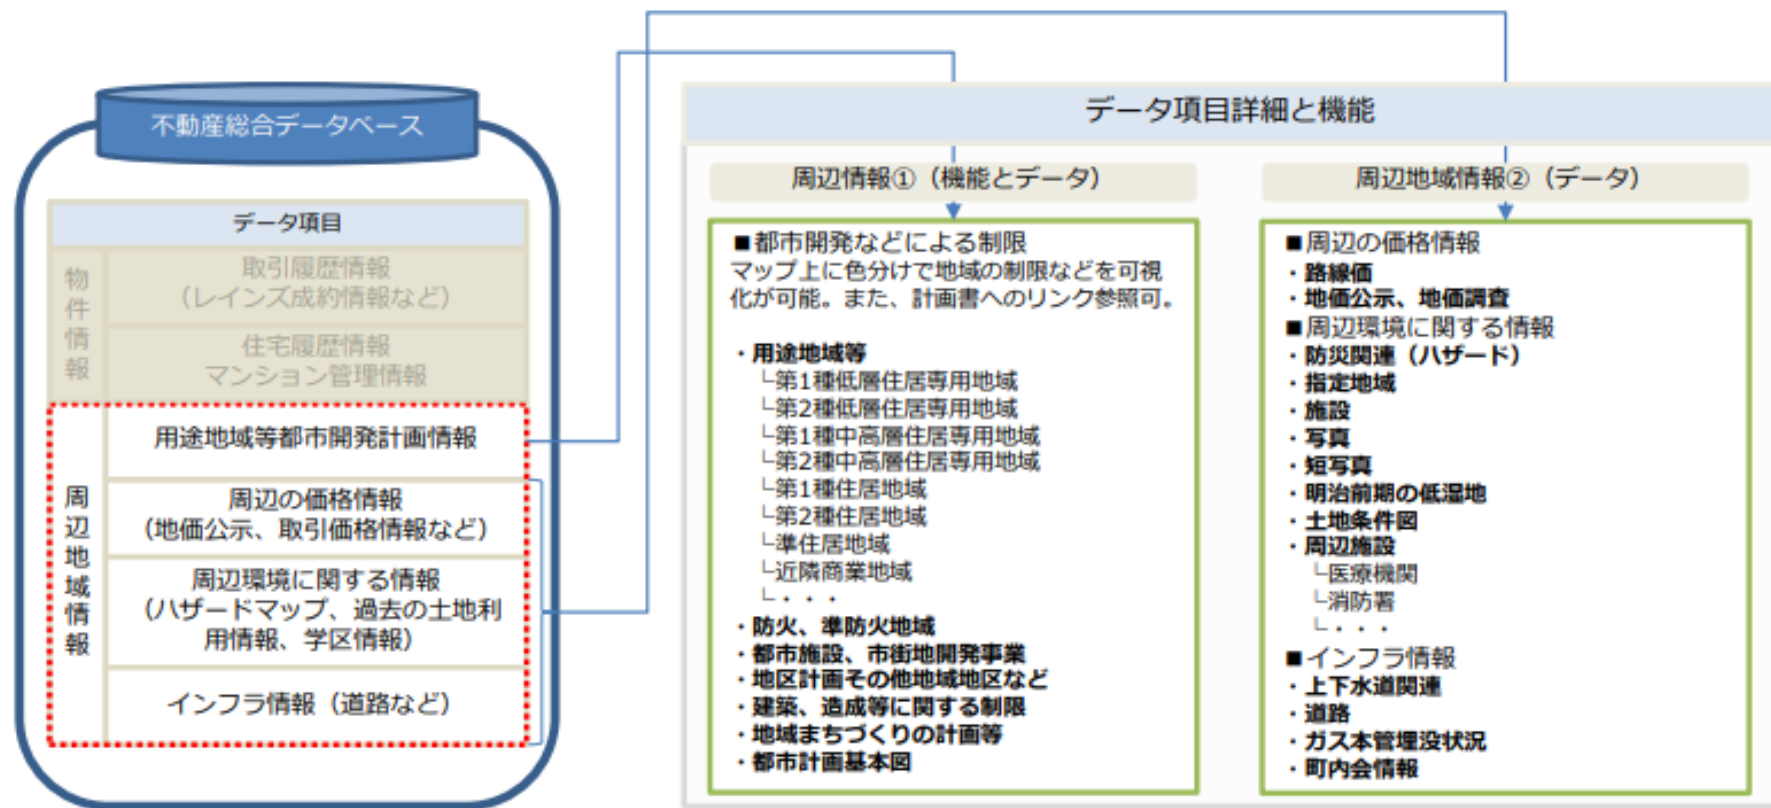 不動産総合データベース
データ項目
物件情報
取引履歴情報
（レインズ成約情報など）
住宅履歴情報
マンション管理情報
周辺地域情報
用途地域等都市開発計画情報
周辺の価格情報
（地価公示、取引価格情報など）
周辺環境に関する情報
（ハザードマップ、過去の土地利
用情報、学区情報）
インフラ情報（道路など）
データ項目詳細と機能
周辺情報①（機能とデータ）
■都市開発などによる制限
マップ上に色分けで地域の制限などを可視
化が可能。また、計画書へのリンク参照可。
・用途地域等
└第1種低層住居専用地域
└第2種低層住居専用地域
└第1種中高層住居専用地域
└第2種中高層住居専用地域
└第1種住居地域
└第2種住居地域
└準住居地域
└近隣商業地域
└・・・
・防火、準防火地域
・都市施設、市街地開発事業
・地区計画その他地域地区など
・建築、造成等に関する制限
・地域まちづくりの計画等
・都市計画基本図
周辺地域情報②（データ）
■周辺の価格情報
・路線価
・地価公示、地価調査
■周辺環境に関する情報
・防災関連（ハザード）
・指定地域
・施設
・写真
・短写真
・明治前期の低湿地
・土地条件図
・周辺施設
└医療機関
└消防署
└・・・
■インフラ情報
・上下水道関連
・道路
・ガス本管埋没状況
・町内会情報